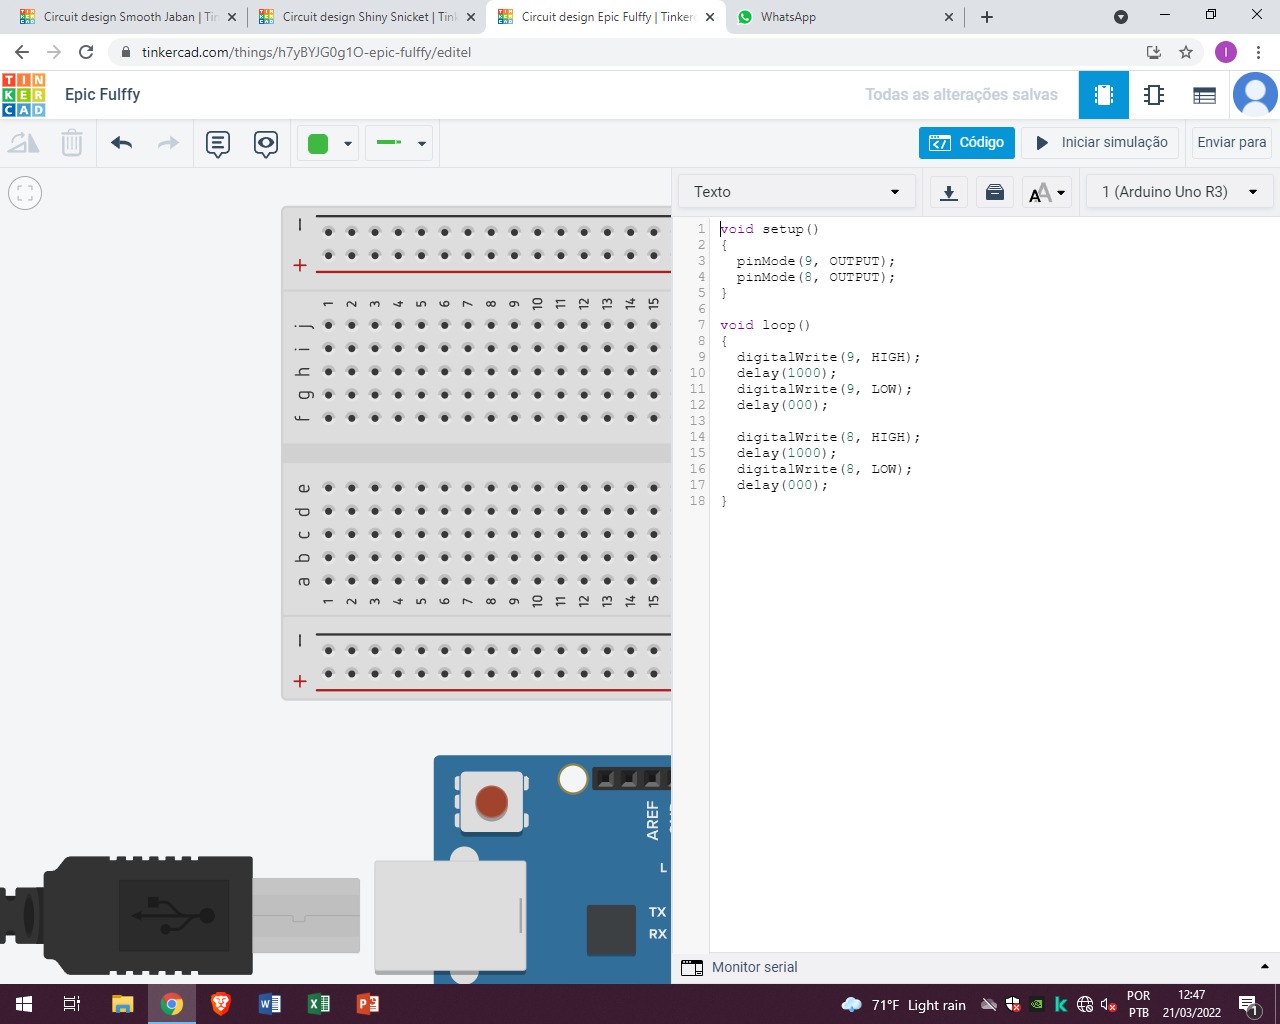 Circuit design Smooth Jaban | Tin
Circuit design Shiny Snicket | Tink
Circuit design Epic Fulffy | Tinkerc
WhatsApp
tinkercad.com/things/h7yBYJG0g1O-epic-fulffy/editel
I
TIN
KER
CAD
Epic Fulffy
Todas as alterações salvas
Código
Iniciar simulação
Enviar para
Texto
AA
1 (Arduino Uno R3)
1 void setup()
2 {
3 pinMode(9, OUTPUT);
4 pinMode(8, OUTPUT);
5 }
6
7 void loop()
8 {
9 digitalWrite(9, HIGH);
10 delay(1000);
11 digitalWrite(9, LOW);
12 delay(000);
13
14 digitalWrite(8, HIGH);
15 delay(1000);
16 digitalWrite(8, LOW);
17 delay(000);
18 }
1 2 3 4 5 6 7 8 9 10 11 12 13 14 15
j
i
h
g
f
e
d
c
b
a
1 2 3 4 5 6 7 8 9 10 11 12 13 14 15
AREF
L
TX
RX
Monitor serial
71°F Light rain
POR
PTB
12:47
21/03/2022
1